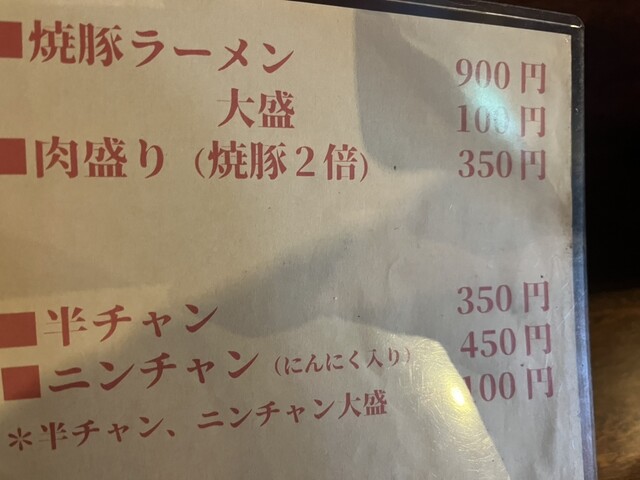 ■焼豚ラーメン 900円
大盛 100円
■肉盛り（焼豚２倍） 350円
■半チャン 350円
■ニンチャン（にんにく入り） 450円
＊半チャン、ニンチャン大盛 100円